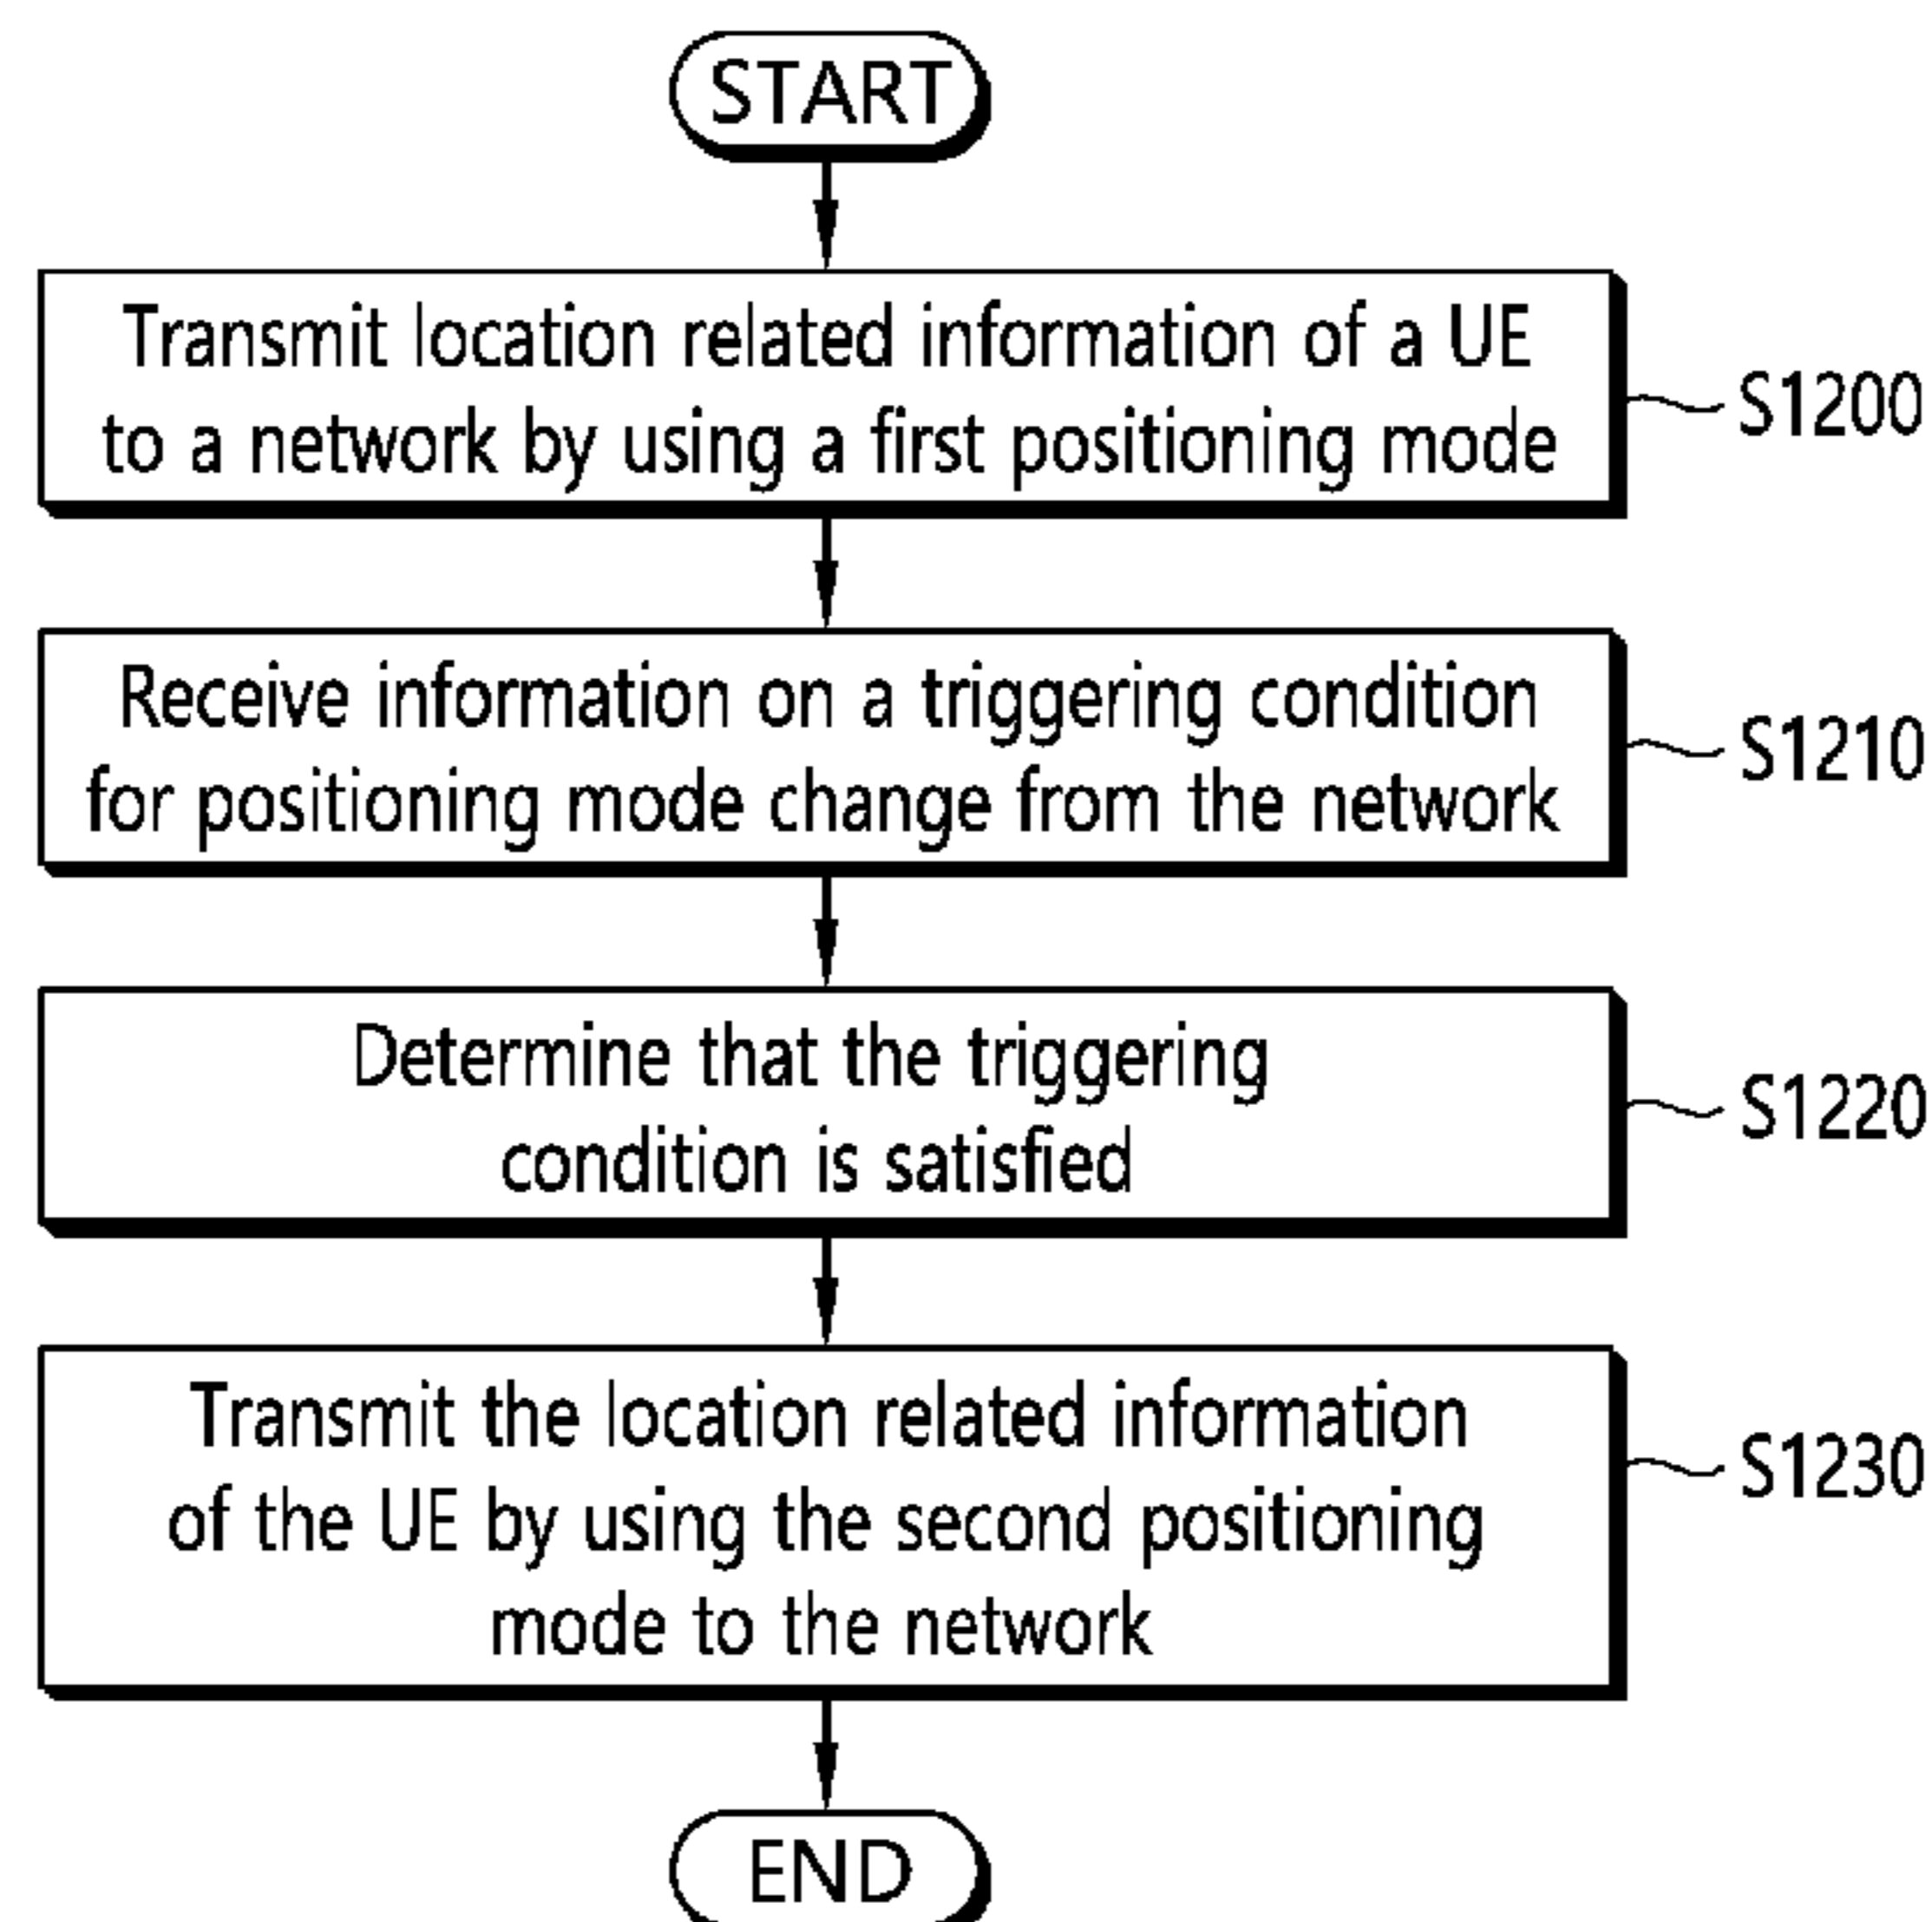 START
Transmit location related information of a UE
to a network by using a first positioning mode
S1200
Receive information on a triggering condition
for positioning mode change from the network
S1210
Determine that the triggering
condition is satisfied
S1220
Transmit the location related information
of the UE by using the second positioning
mode to the network
S1230
END